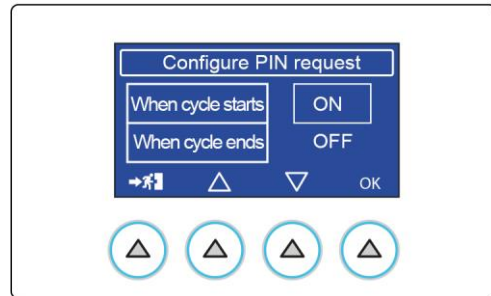 Configure PIN request
When cycle starts ON
When cycle ends OFF
OK